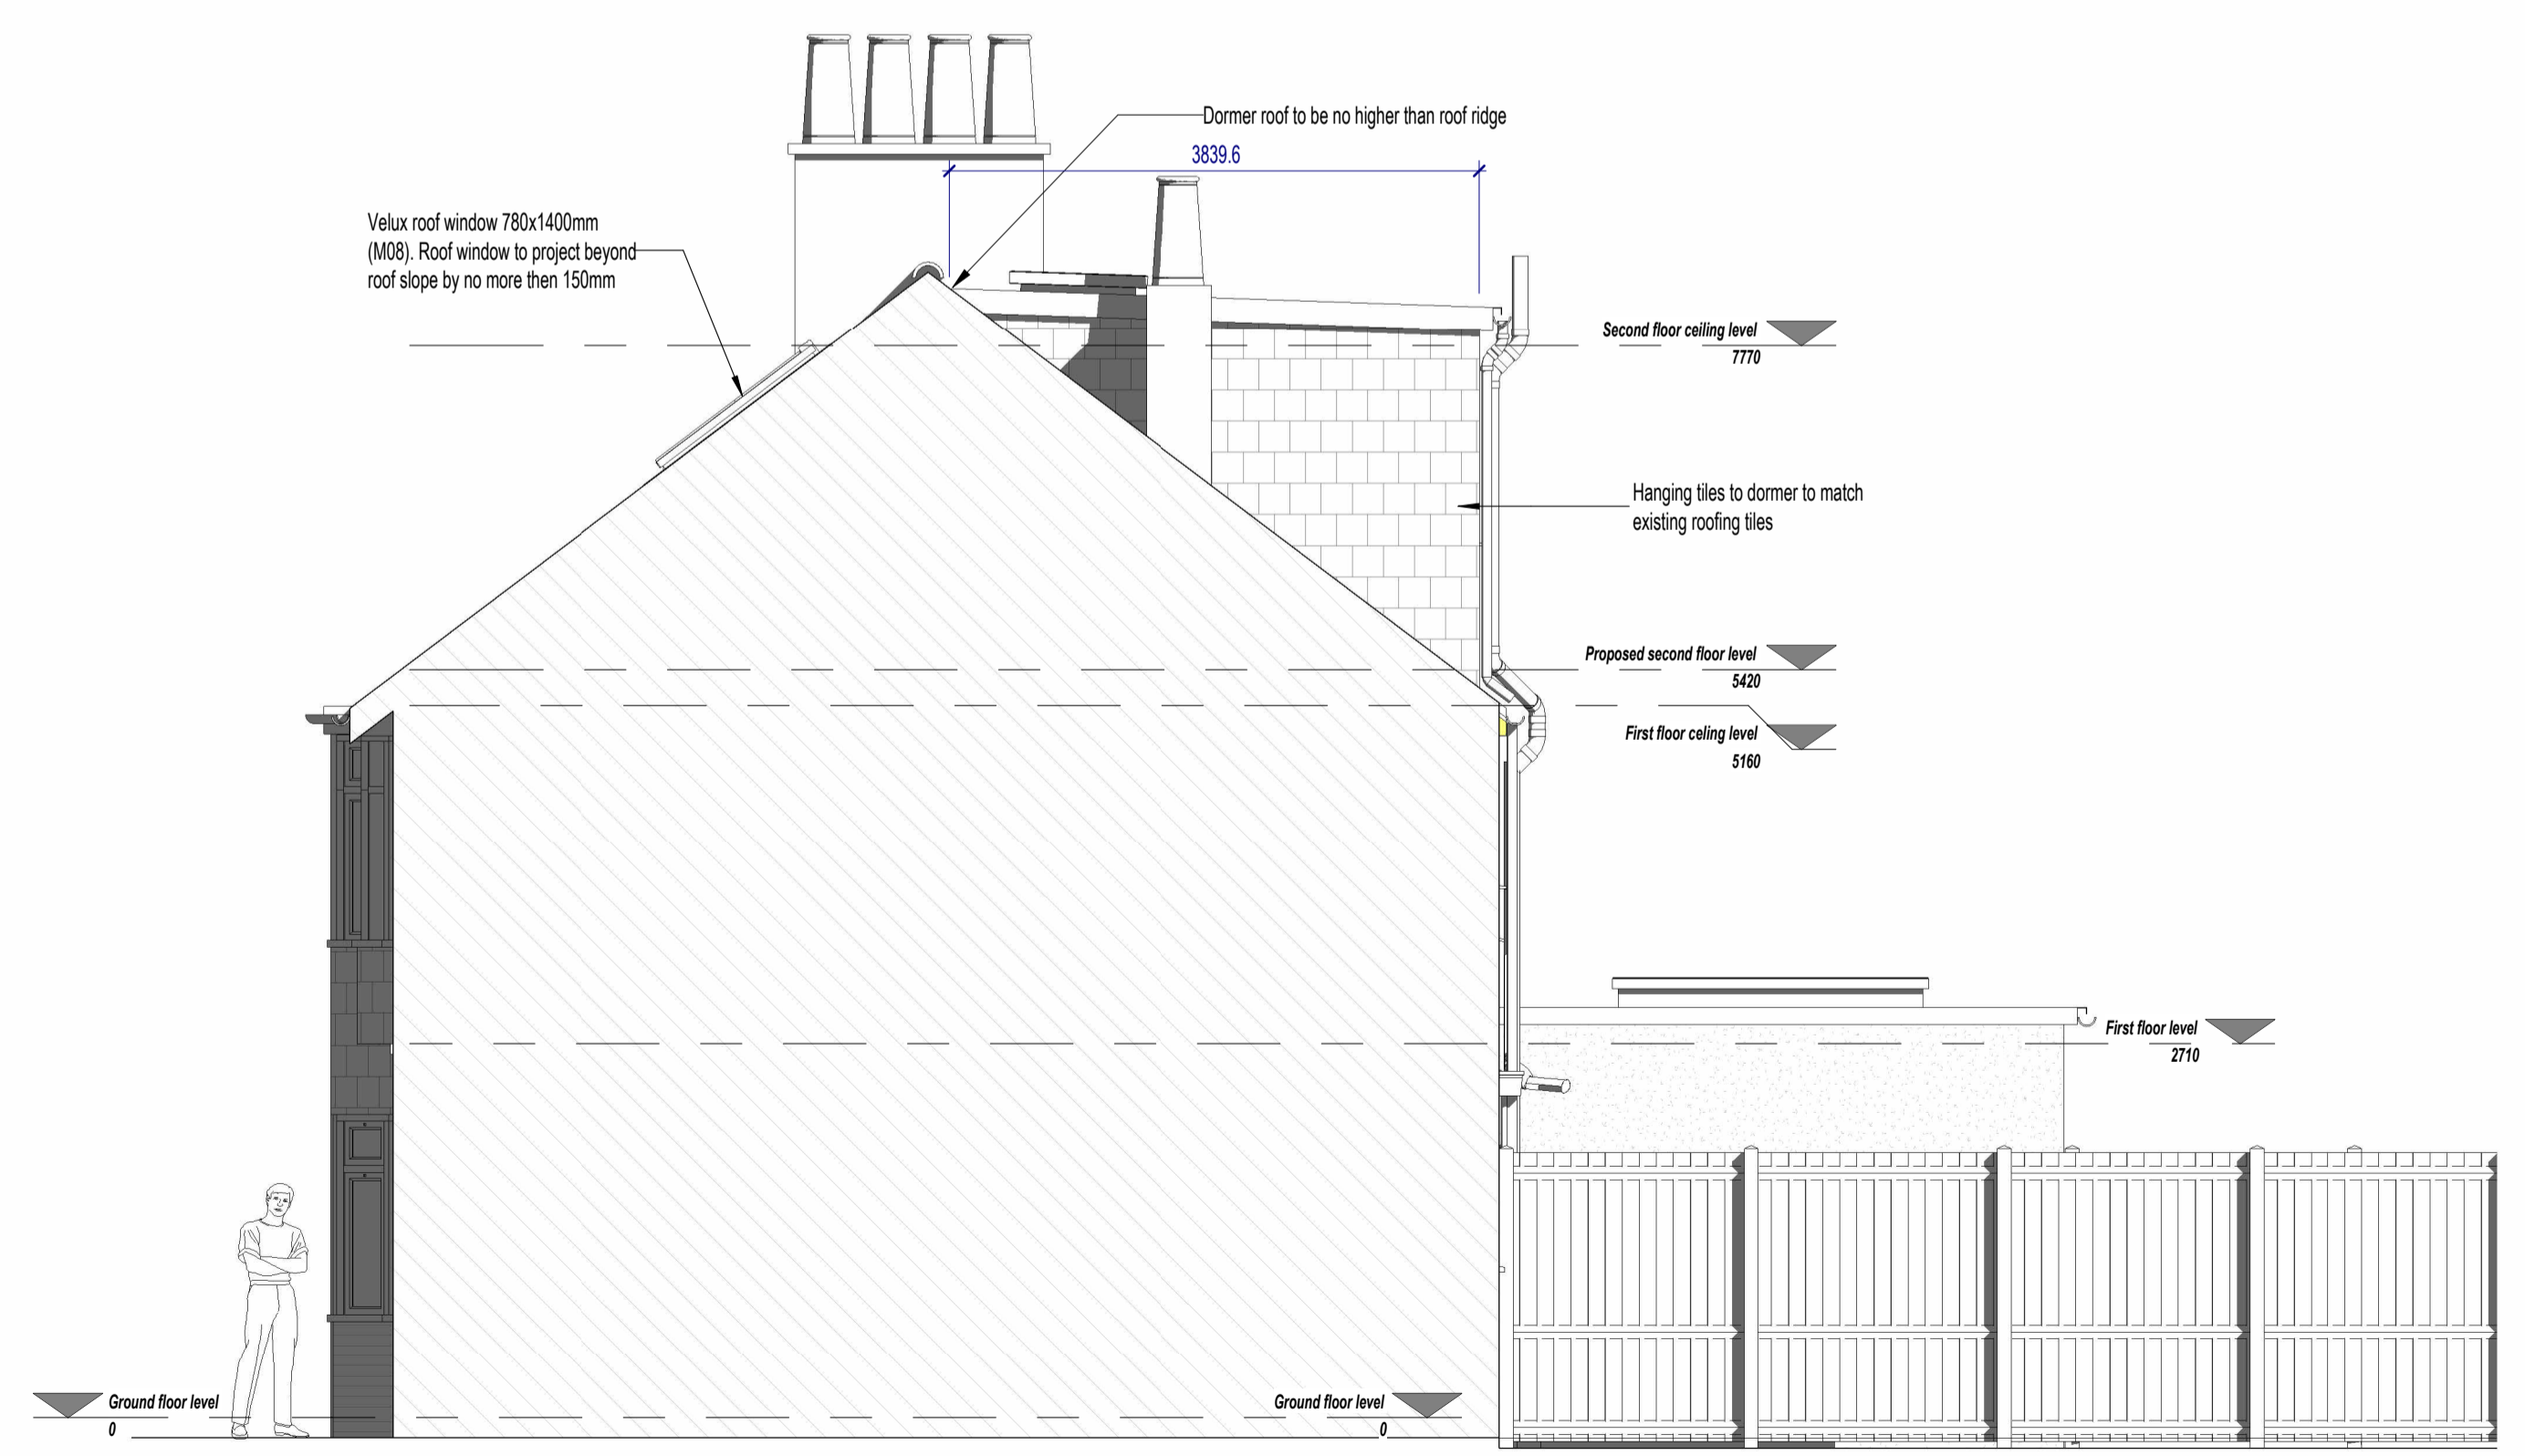 Dormer roof to be no higher than roof ridge
3839.6
Velux roof window 780x1400mm
(M08). Roof window to project beyond
roof slope by no more then 150mm
Second floor ceiling level
7770
Hanging tiles to dormer to match
existing roofing tiles
Proposed second floor level
5420
First floor celing level
5160
First floor level
2710
Ground floor level
0
Ground floor level
0